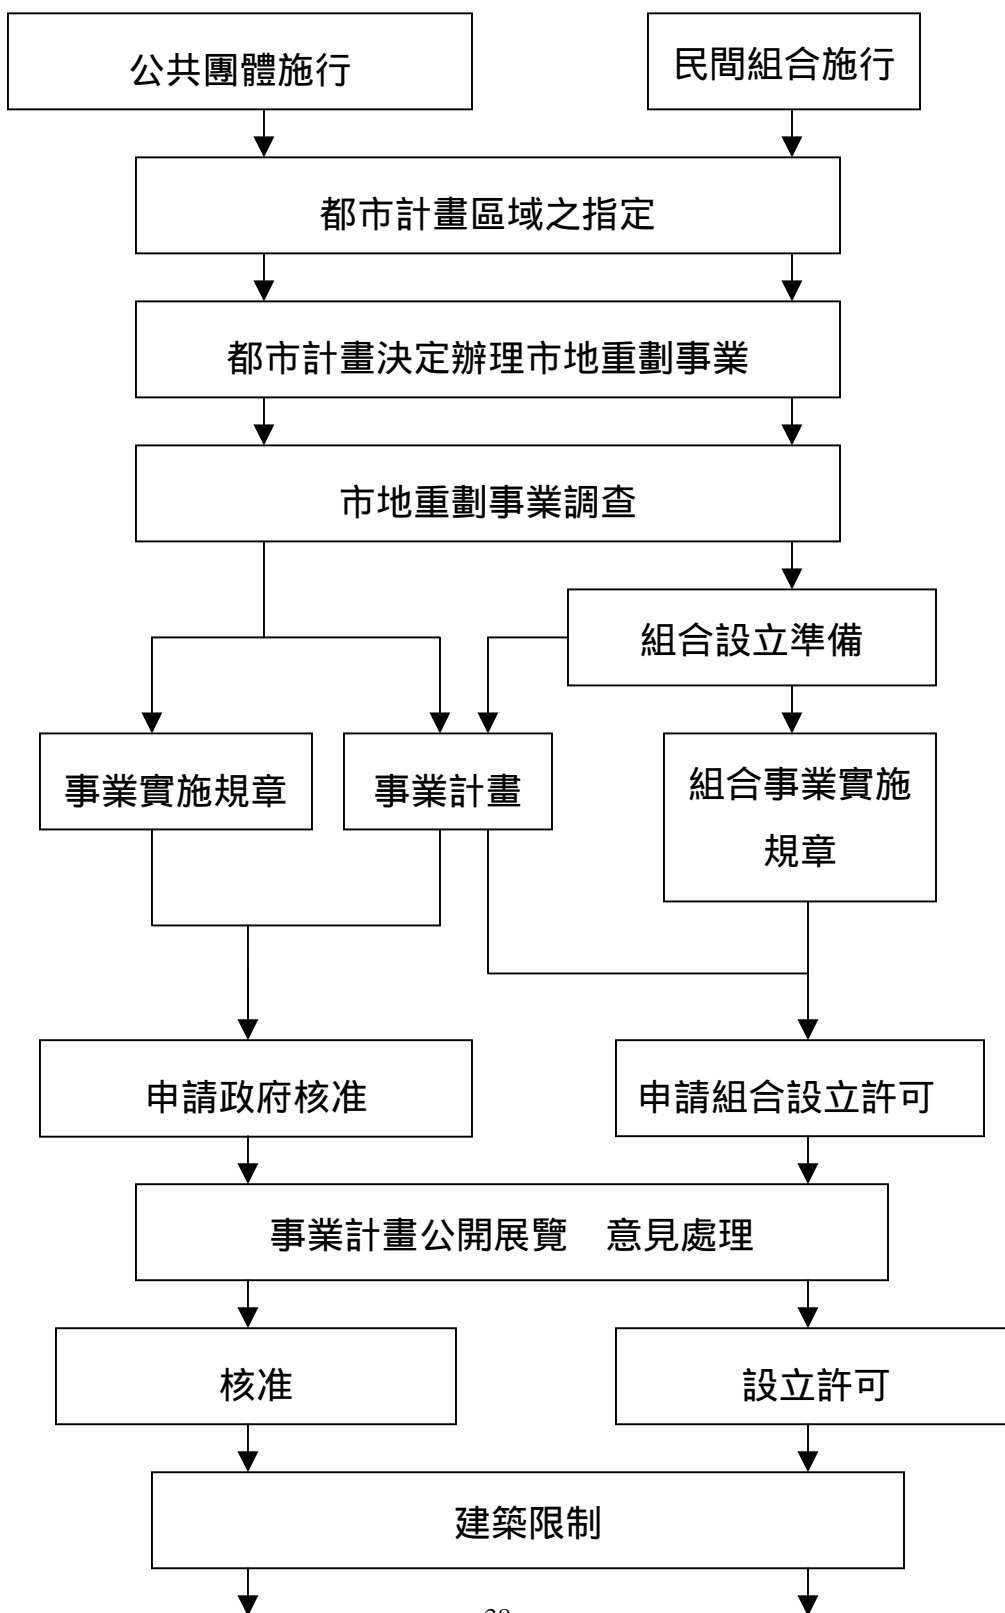 公共團體施行
民間組合施行
都市計畫區域之指定
都市計畫決定辦理市地重劃事業
市地重劃事業調查
組合設立準備
事業實施規章
事業計畫
組合事業實施
規章
申請政府核准
申請組合設立許可
事業計畫公開展覽　意見處理
核准
設立許可
建築限制